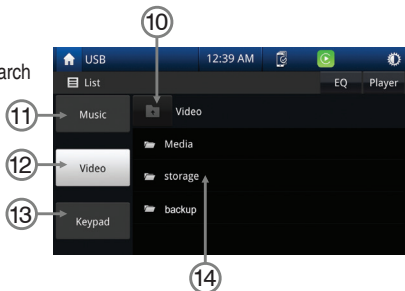 10
arch
USB 12:39 AM
List EQ Player
11 Music Video
Media
12 Video storage
13 Keypad backup
14